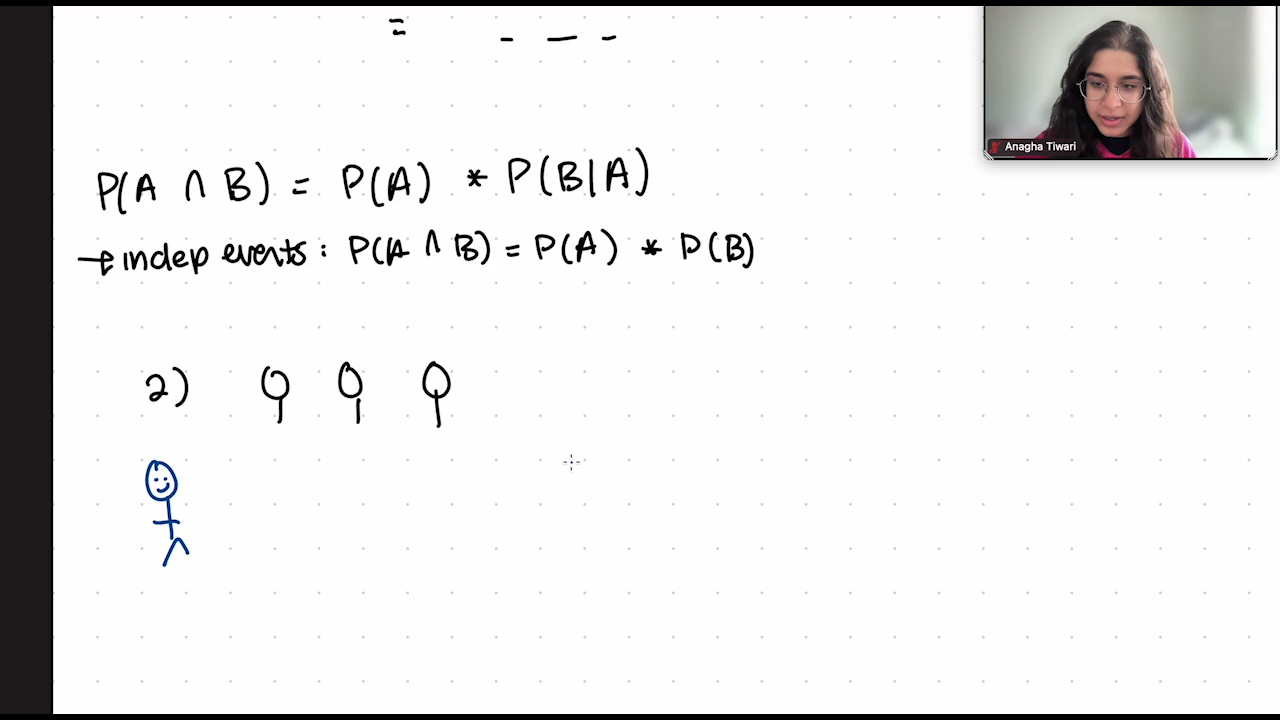 =
Anagha Tiwari
P(A ∩ B) = P(A) * P(B|A)
→ indep events: P(A ∩ B) = P(A) * P(B)
2)